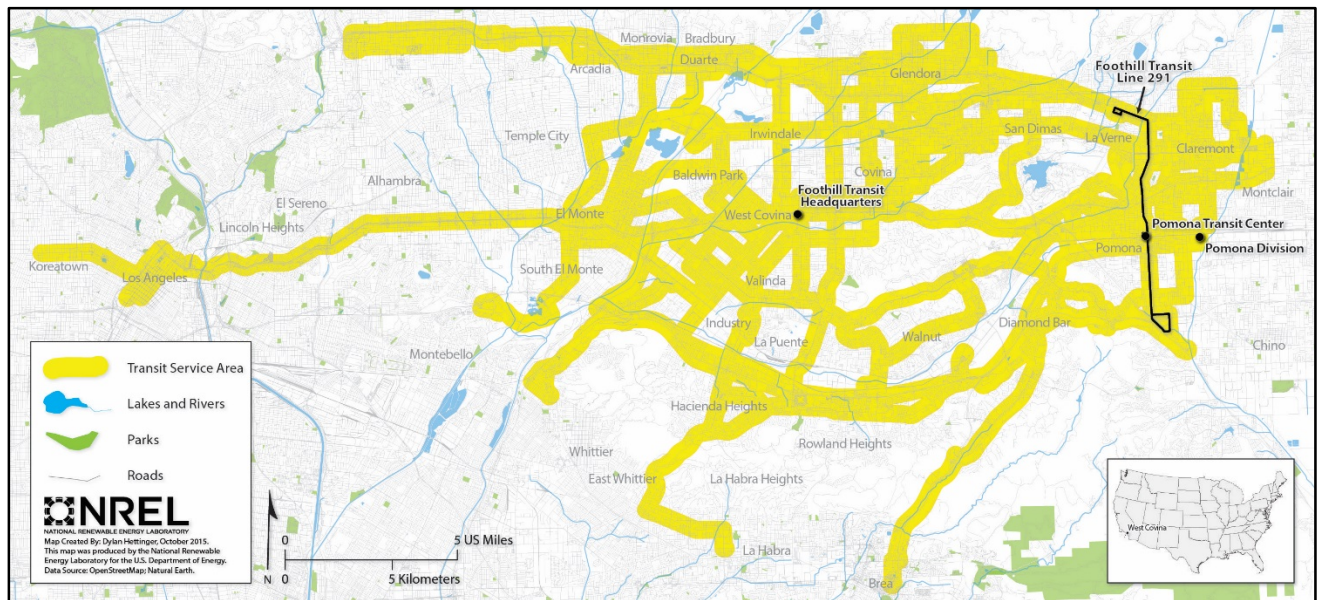 Monrovia
Bradbury
Duarte
Arcadia
Glendora
Foothill Transit
Line 291
Temple City
Irwindale
San Dimas
La Verne
Claremont
Baldwin Park
Covina
Alhambra
Montclair
El Sereno
El Monte
West Covina
Foothill Transit
Headquarters
Lincoln Heights
Pomona Transit Center
Pomona
Pomona Division
Koreatown
Los Angeles
South El Monte
Valinda
Industry
La Puente
Walnut
Diamond Bar
Chino
Montebello
Hacienda Heights
Rowland Heights
Whittier
East Whittier
La Habra Heights
La Habra
Brea
Transit Service Area
Lakes and Rivers
Parks
Roads
NREL
NATIONAL RENEWABLE ENERGY LABORATORY
Map Created By: Dylan Hettinger, October 2015.
This map was produced by the National Renewable
Energy Laboratory for the U.S. Department of Energy.
Data Source: OpenStreetMap; Natural Earth.
N
0 5 US Miles
0 5 Kilometers
West Covina